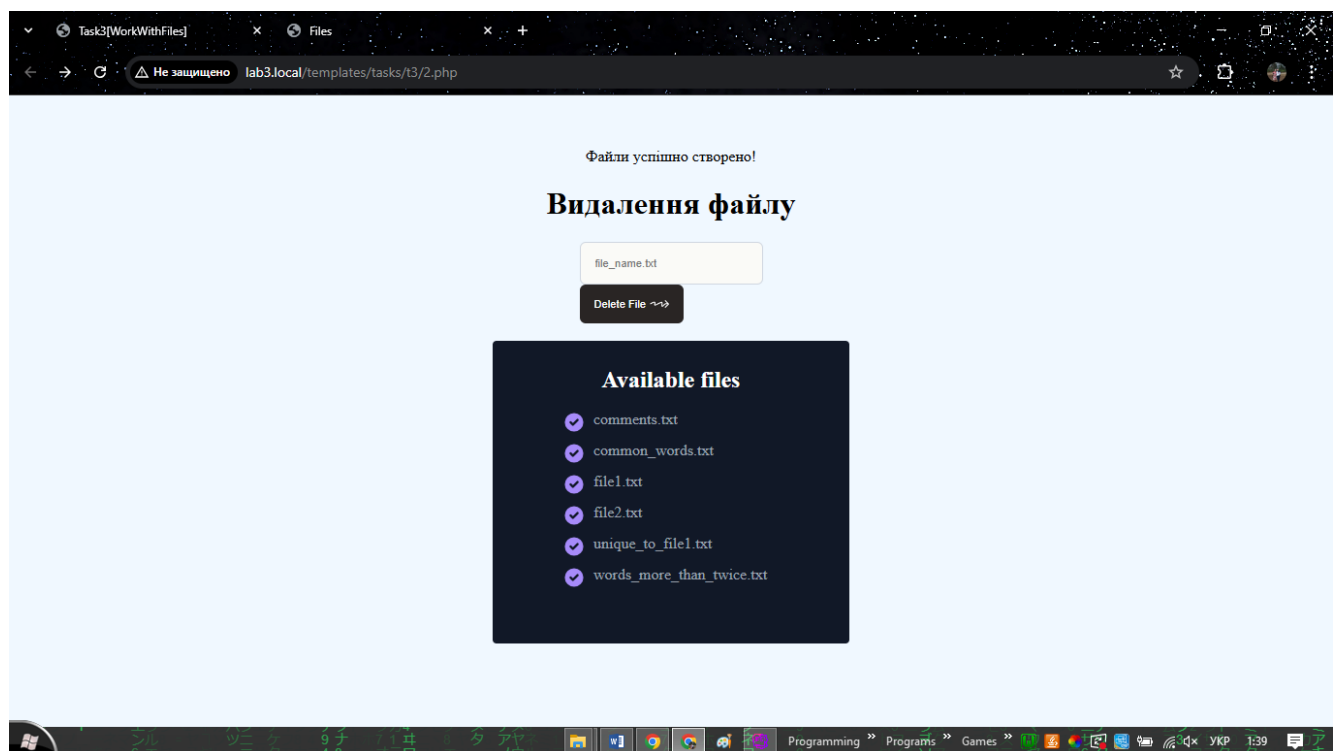 Task3[WorkWithFiles]
Files
Не защищено lab3.local/templates/tasks/t3/2.php
Файли успішно створено!
Видалення файлу
file_name.txt
Delete File
Available files
comments.txt
common_words.txt
file1.txt
file2.txt
unique_to_file1.txt
words_more_than_twice.txt
Programming » Programs » Games » УКР 1:39